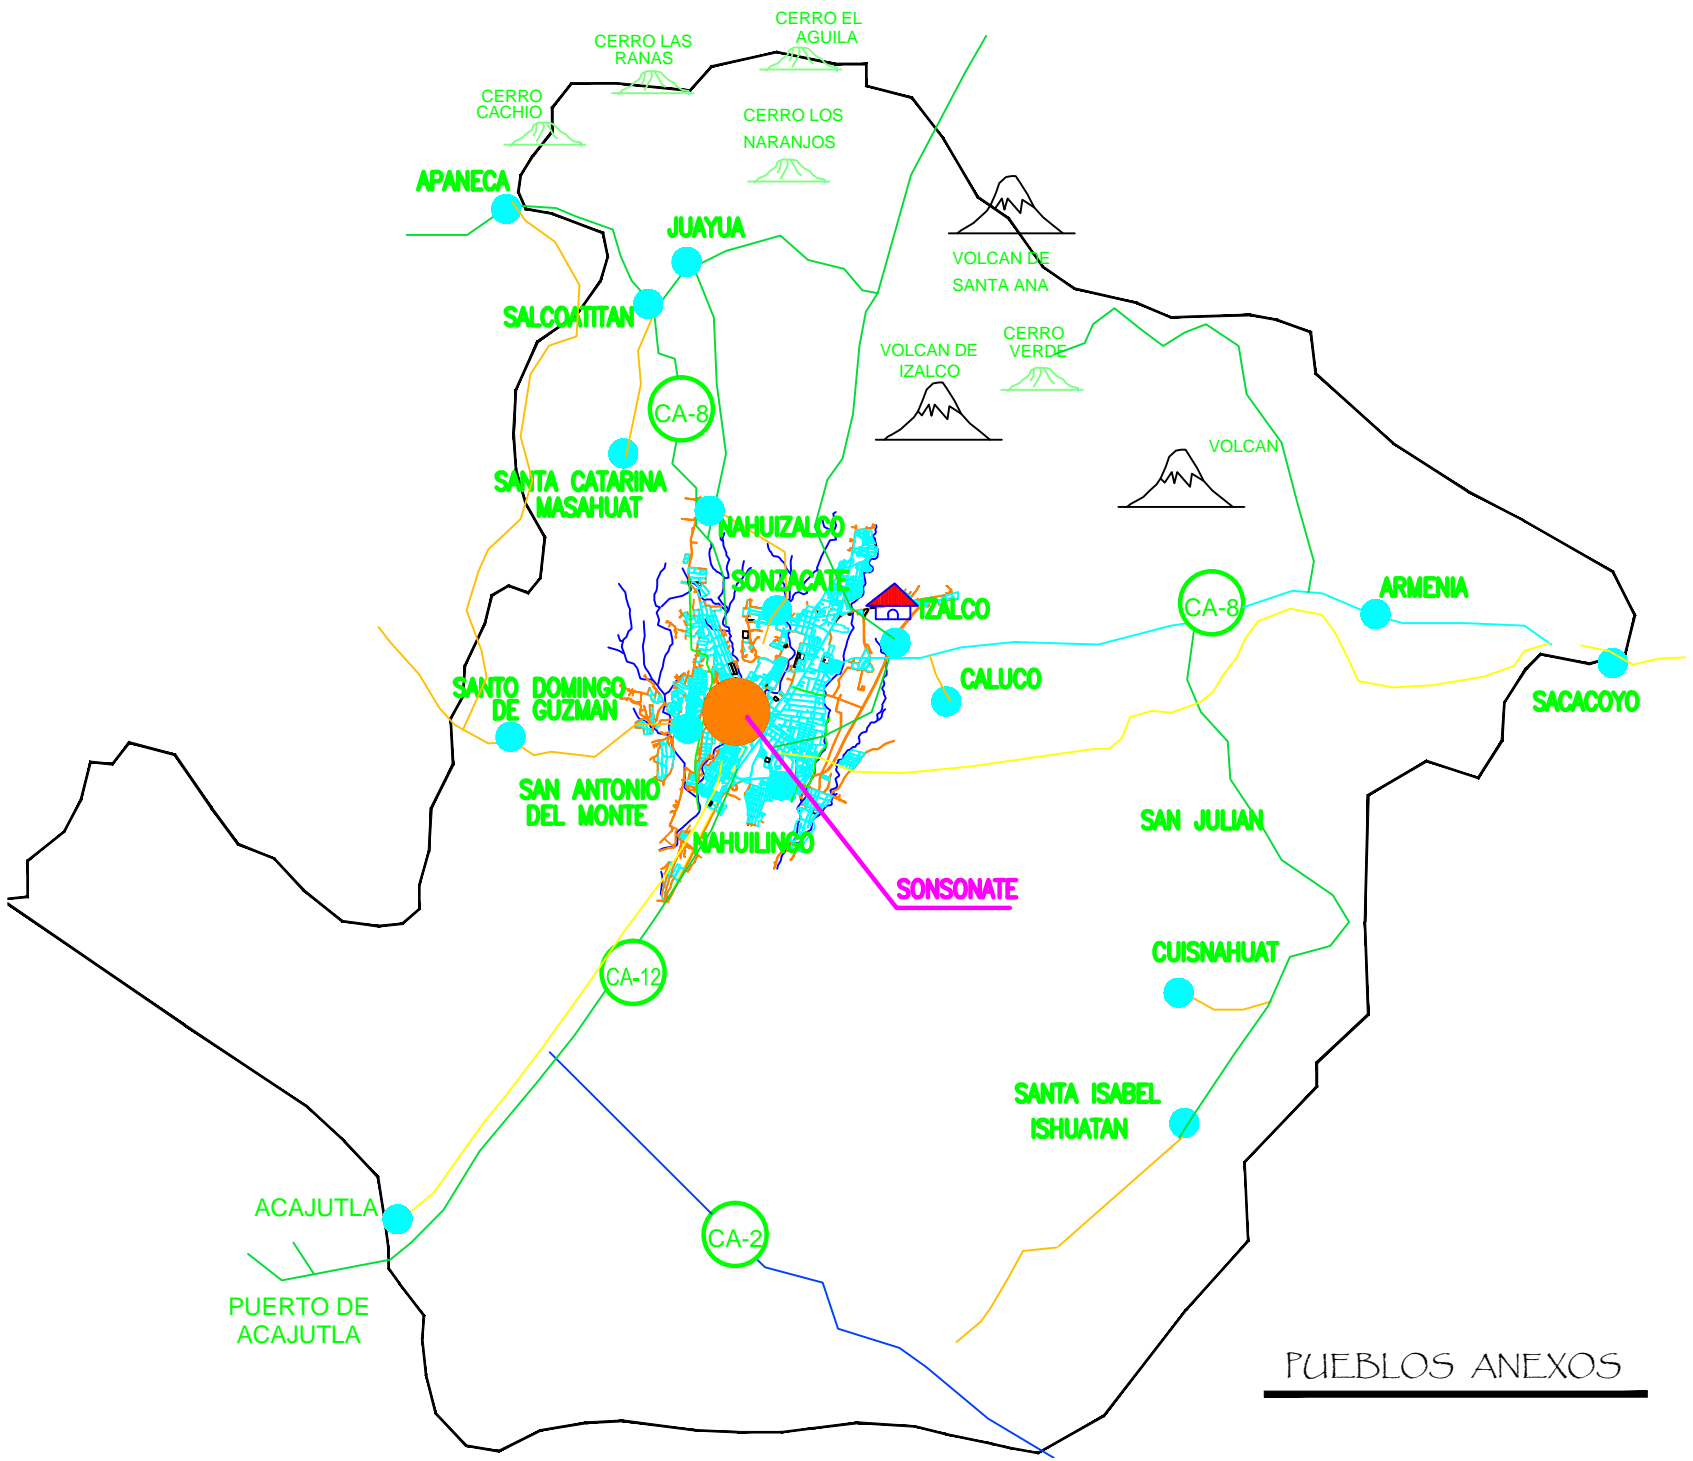 CERRO EL
AGUILA
CERRO LAS
RANAS
CERRO
CACHIO
CERRO LOS
NARANJOS
APANECA
JUAYUA
VOLCAN DE
SANTA ANA
SALCOATITAN
CERRO
VERDE
VOLCAN DE
IZALCO
CA-8
VOLCAN
SANTA CATARINA
MASAHUAT
NAHUIZALCO
SONZACATE
IZALCO
CA-8
ARMENIA
CALUCO
SANTO DOMINGO
DE GUZMAN
SACACOYO
SAN ANTONIO
DEL MONTE
SAN JULIAN
NAHUILINGO
SONSONATE
CUISNAHUAT
CA-12
SANTA ISABEL
ISHUATAN
ACAJUTLA
CA-2
PUERTO DE
ACAJUTLA
PUEBLOS ANEXOS